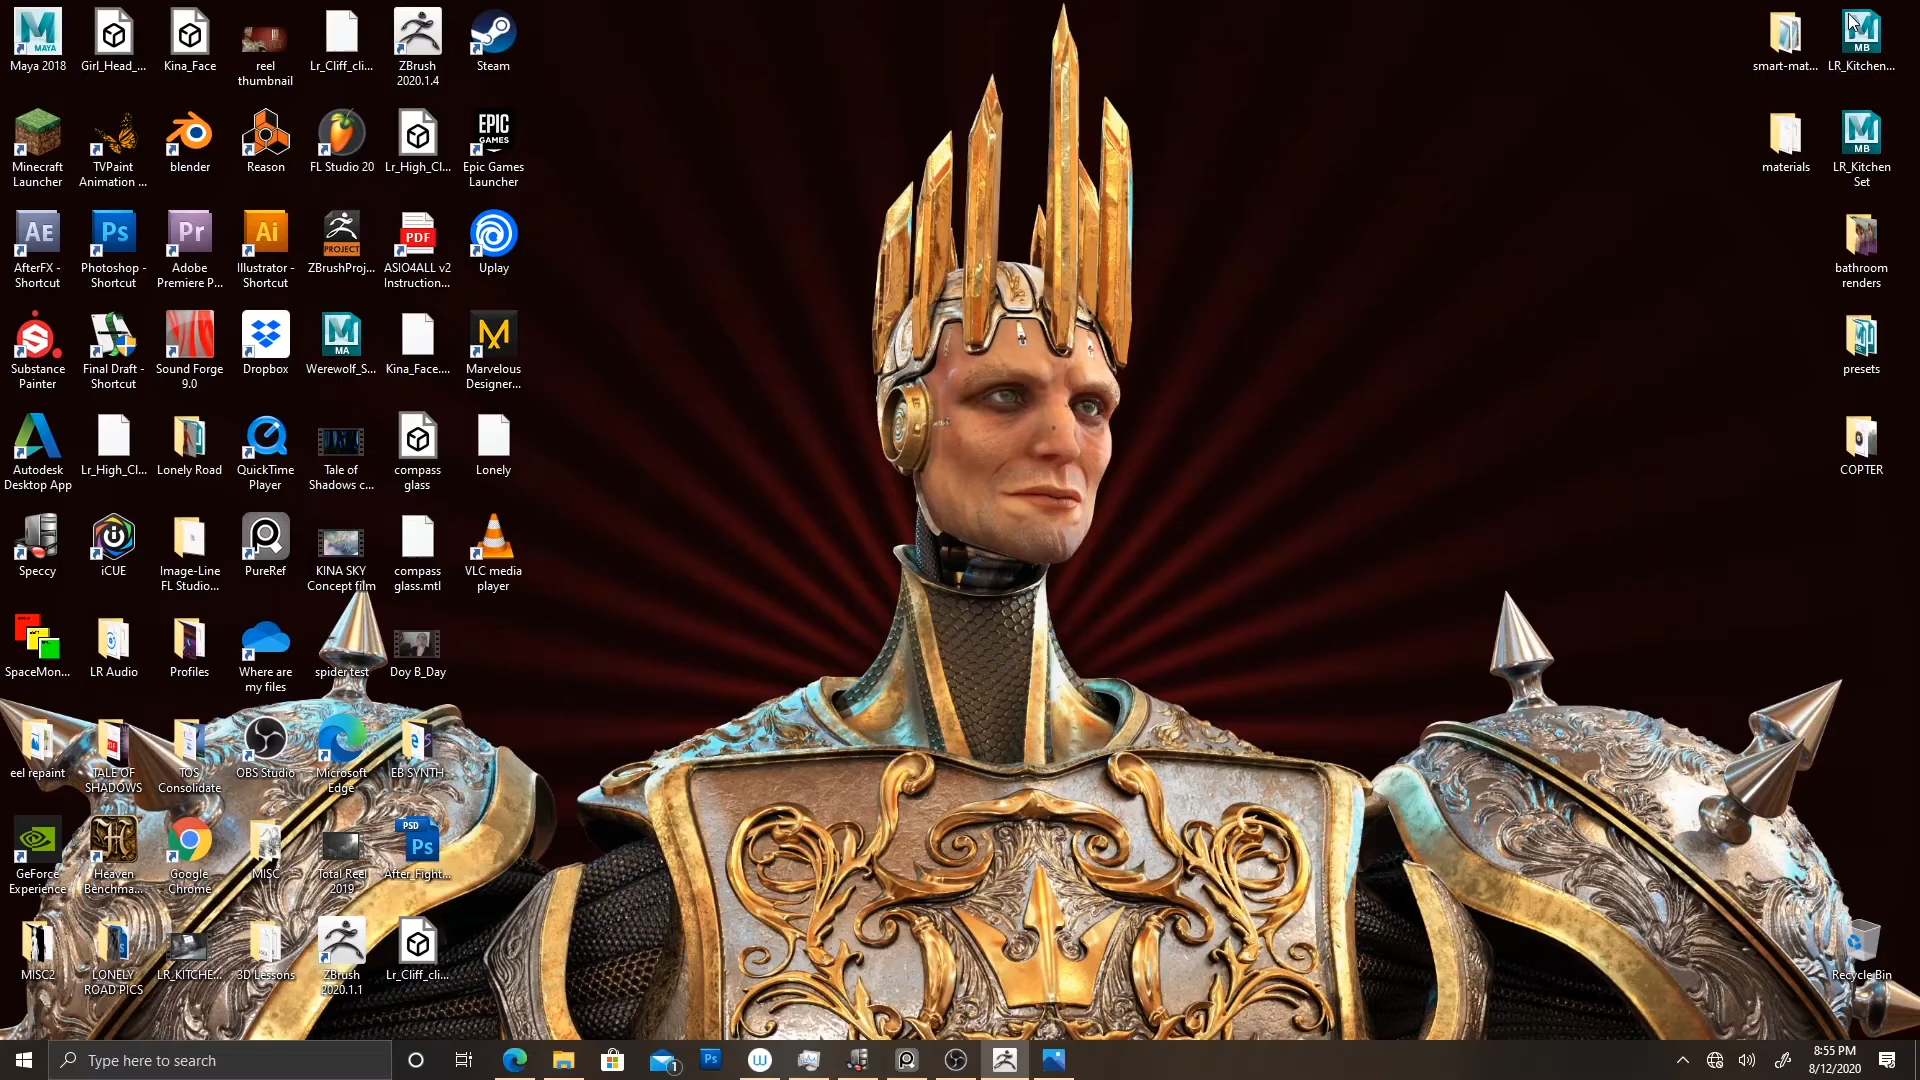 Maya 2018
Girl_Head_...
Kina_Face
reel
thumbnail
Lr_Cliff_cli...
ZBrush
2020.1.4
Steam
smart-mat...
LR_Kitchen...
Minecraft
Launcher
TVPaint
Animation ...
blender
Reason
FL Studio 20
Lr_High_Cl...
Epic Games
Launcher
materials
LR_Kitchen
Set
AfterFX -
Shortcut
Photoshop -
Shortcut
Adobe
Premiere P...
Illustrator -
Shortcut
ZBrushProj...
ASIO4ALL v2
Instruction...
Uplay
bathroom
renders
Substance
Painter
Final Draft -
Shortcut
Sound Forge
9.0
Dropbox
Werewolf_S...
Kina_Face....
Marvelous
Designer...
presets
Autodesk
Desktop App
Lr_High_Cl...
Lonely Road
QuickTime
Player
Tale of
Shadows c...
compass
glass
Lonely
COPTER
Speccy
iCUE
Image-Line
FL Studio...
PureRef
KINA SKY
Concept film
compass
glass.mtl
VLC media
player
SpaceMon...
LR Audio
Profiles
Where are
my files
spider test
Doy B_Day
eel repaint
TALE OF
SHADOWS
TOS
Consolidate
OBS Studio
Microsoft
Edge
EB SYNTH
GeForce
Experience
Heaven
Benchma...
Google
Chrome
MISC
Total Reel
2019
After_Fight...
MISC2
LONELY
ROAD PICS
LR_KITCHE...
3D Lessons
ZBrush
2020.1.1
Lr_Cliff_cli...
Recycle Bin
Type here to search
8:55 PM
8/12/2020